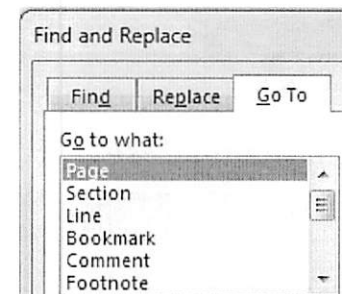 Find and Replace
Find Replace Go To
Go to what:
Page
Section
Line
Bookmark
Comment
Footnote